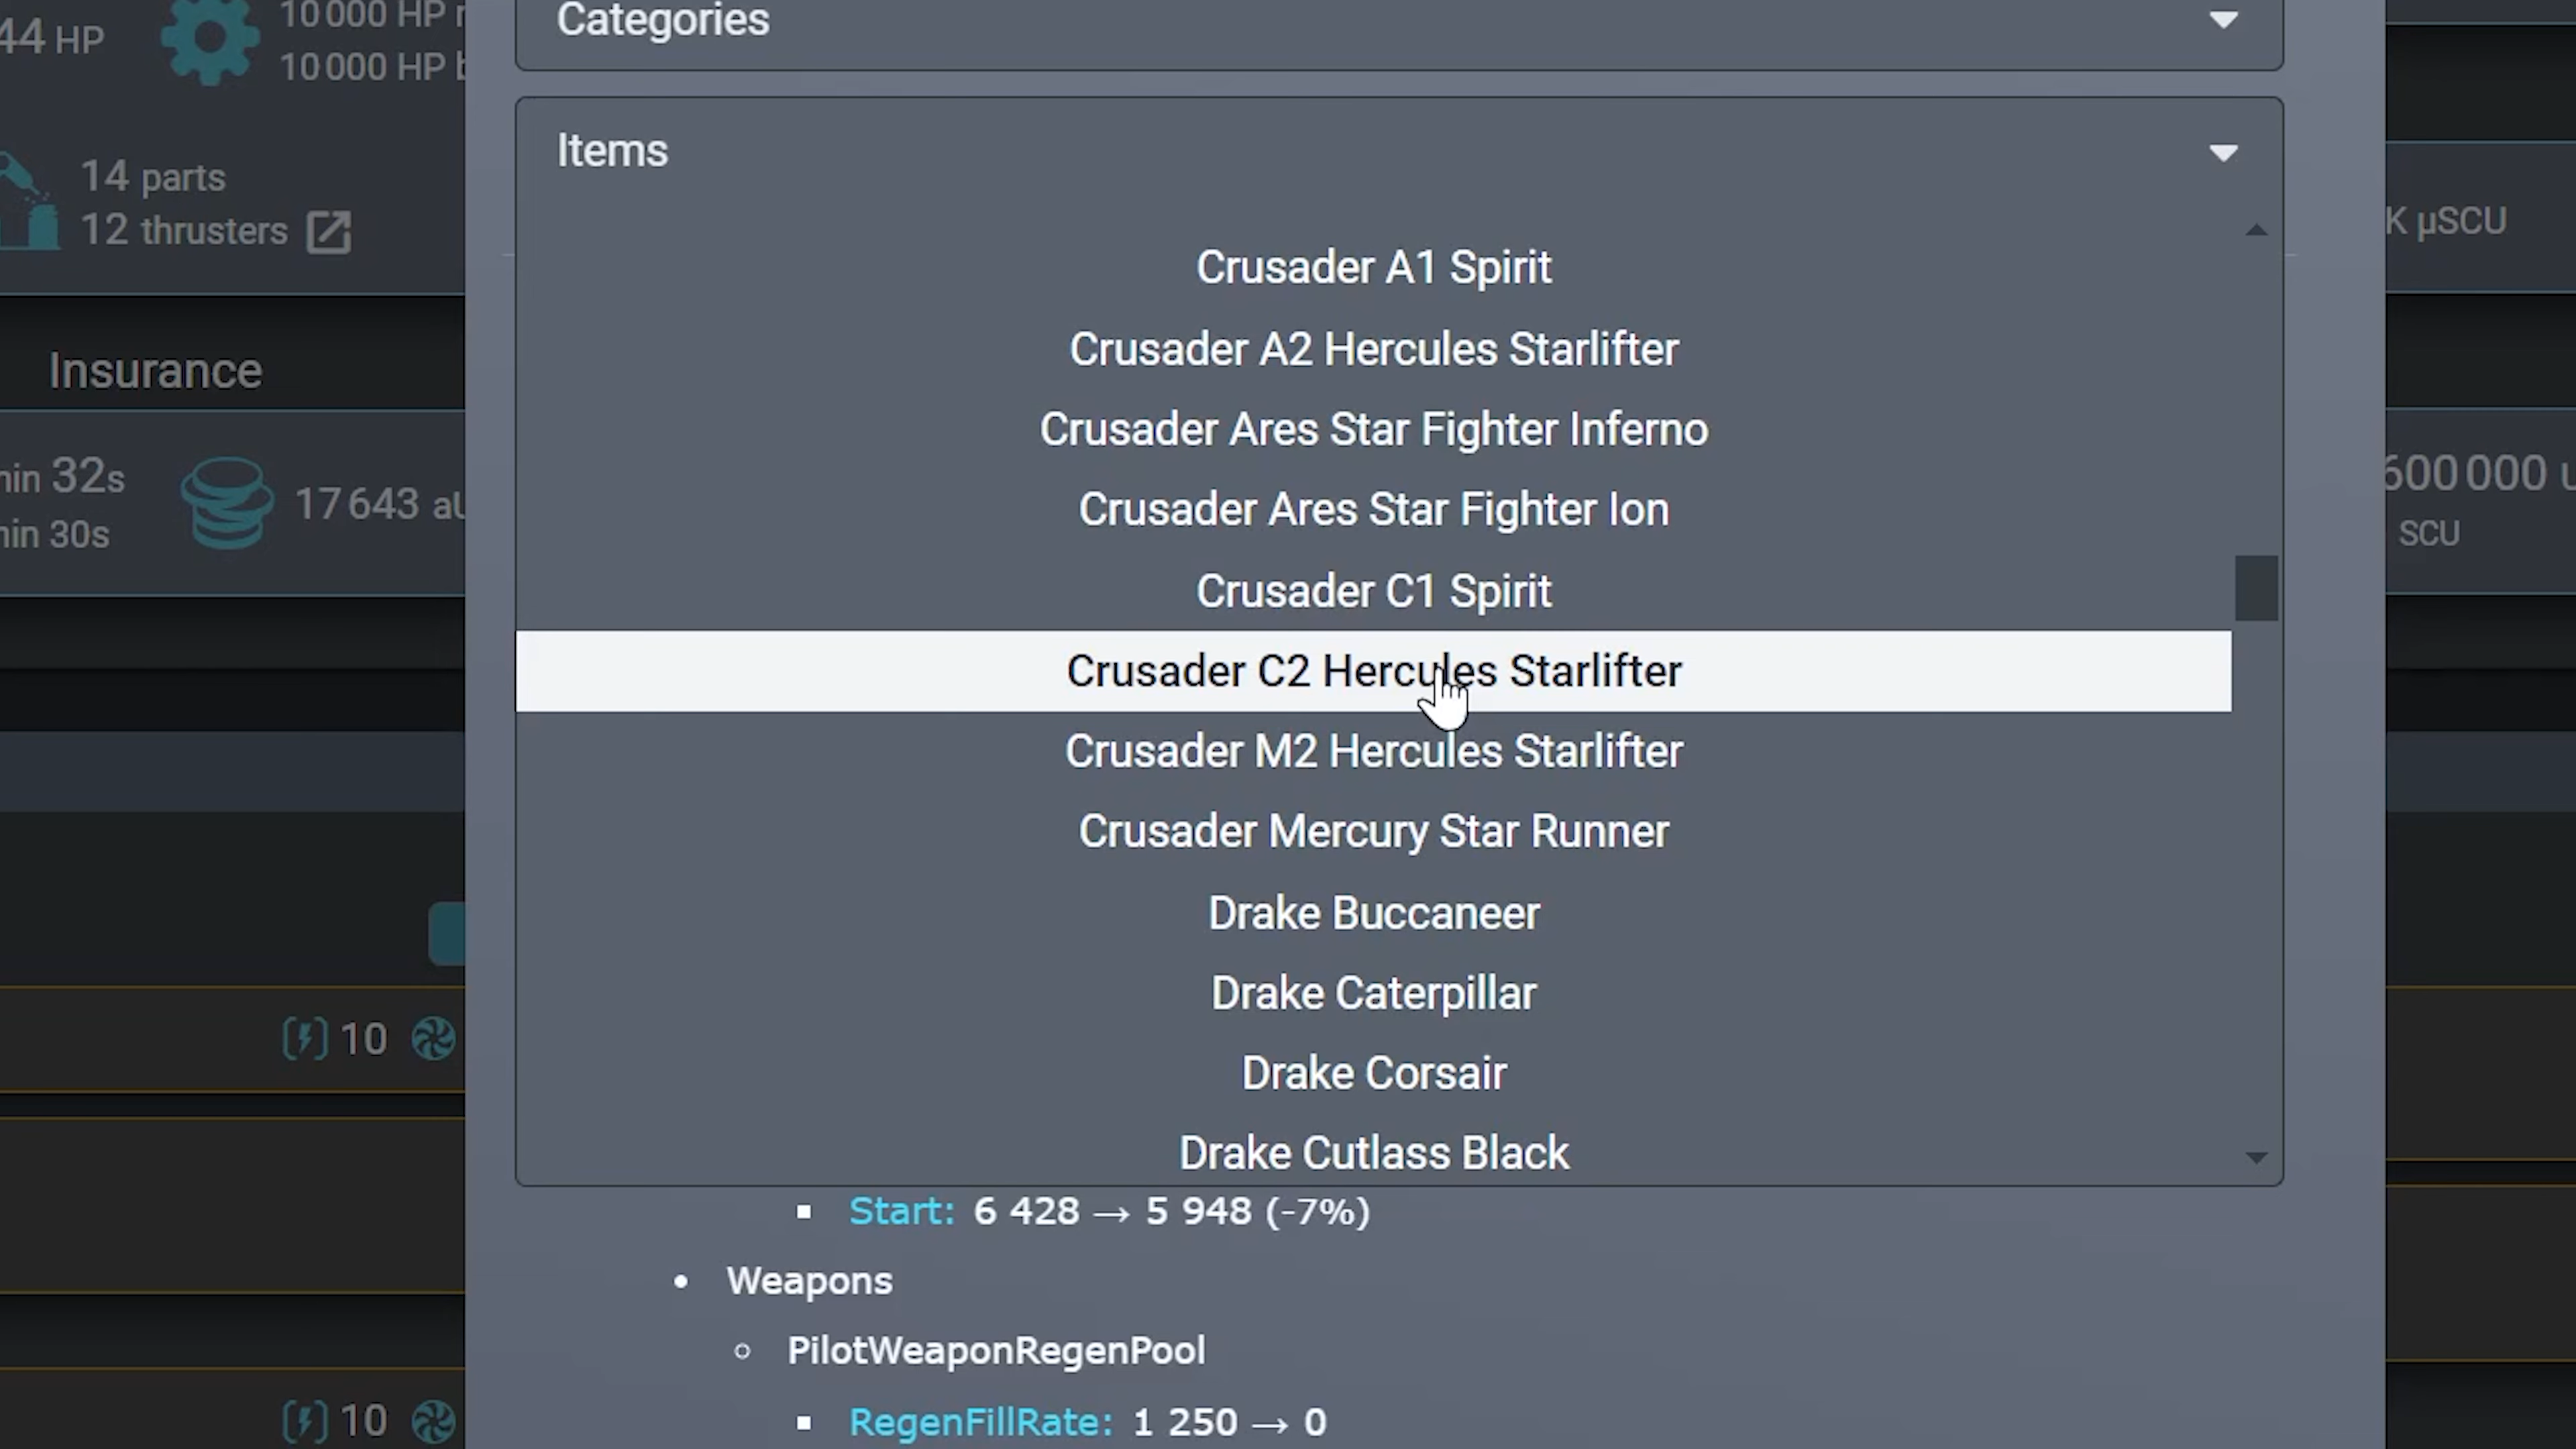 44 HP
10 000 HP
10 000 HP
14 parts
12 thrusters
Insurance
32s
30s
17 643
10
10
Categories
Items
Crusader A1 Spirit
Crusader A2 Hercules Starlifter
Crusader Ares Star Fighter Inferno
Crusader Ares Star Fighter Ion
Crusader C1 Spirit
Crusader C2 Hercules Starlifter
Crusader M2 Hercules Starlifter
Crusader Mercury Star Runner
Drake Buccaneer
Drake Caterpillar
Drake Corsair
Drake Cutlass Black
Start: 6 428 → 5 948 (-7%)
Weapons
PilotWeaponRegenPool
RegenFillRate: 1 250 → 0
K µSCU
600 000
SCU